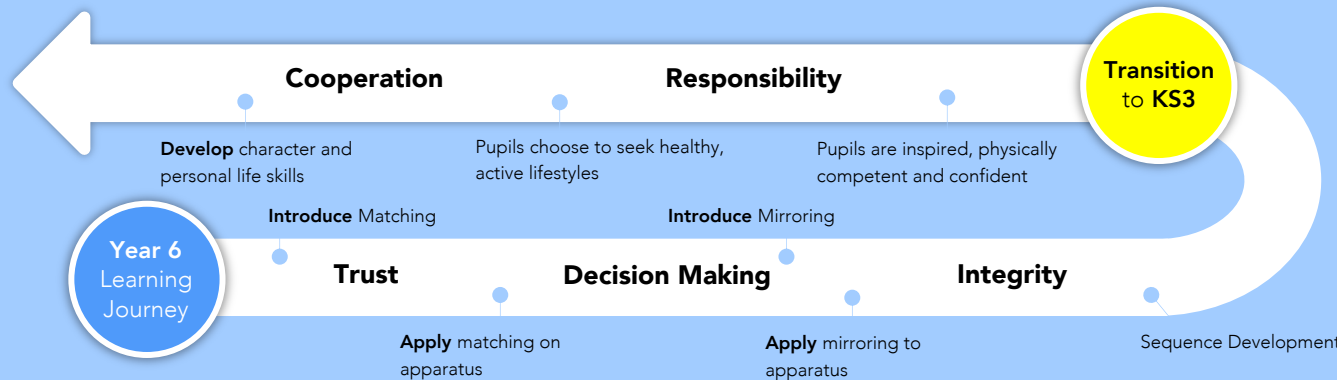 Cooperation
Responsibility
Transition
to KS3
Develop character and
personal life skills
Pupils choose to seek healthy,
active lifestyles
Pupils are inspired, physically
competent and confident
Introduce Matching
Introduce Mirroring
Year 6
Learning
Journey
Trust
Decision Making
Integrity
Apply matching on
apparatus
Apply mirroring to
apparatus
Sequence Development